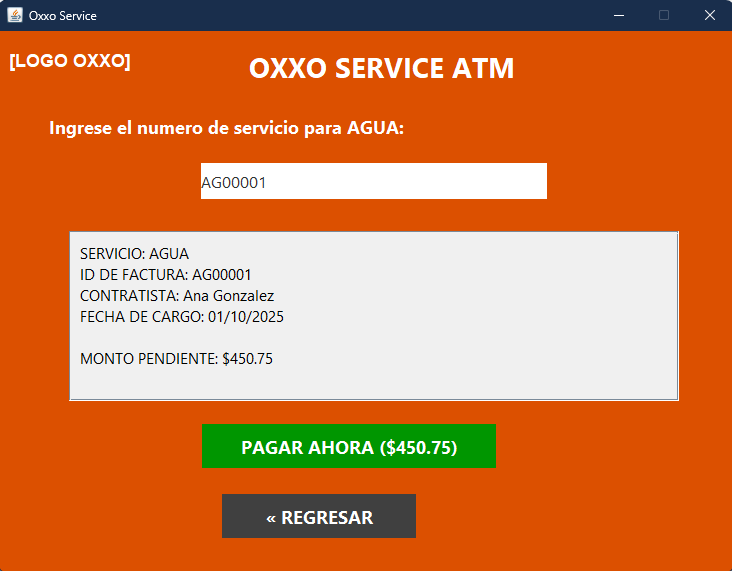 Oxxo Service
[LOGO OXXO]
OXXO SERVICE ATM
Ingrese el numero de servicio para AGUA:
AG00001
SERVICIO: AGUA
ID DE FACTURA: AG00001
CONTRATISTA: Ana Gonzalez
FECHA DE CARGO: 01/10/2025
MONTO PENDIENTE: $450.75
PAGAR AHORA ($450.75)
« REGRESAR